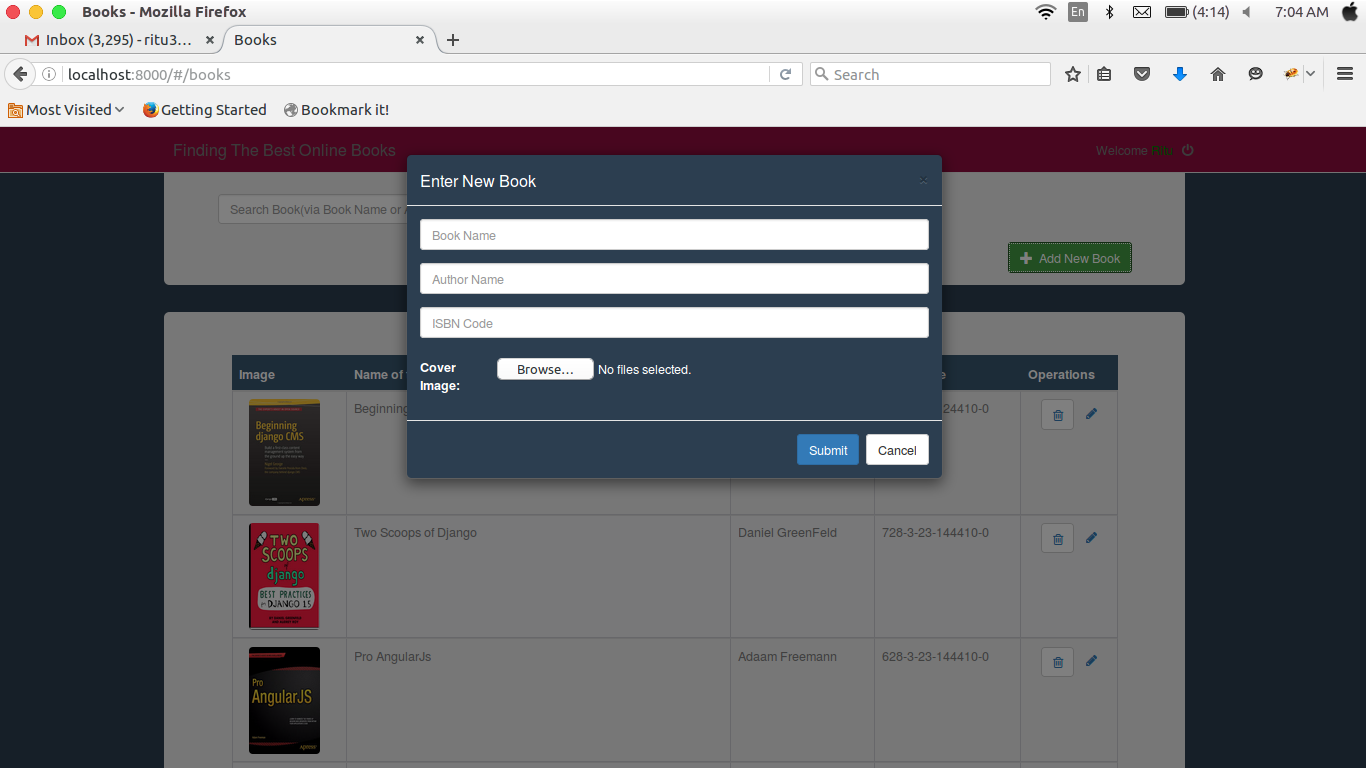 Books - Mozilla Firefox
En
(4:14)
7:04 AM
Inbox (3,295) - ritu3...
Books
localhost:8000/#/books
Search
Most Visited
Getting Started
Bookmark it!
Finding The Best Online Books
Welcome Ritu
Enter New Book
×
Search Book(via Book Name or A
Book Name
Add New Book
Author Name
ISBN Code
Cover Image:
Browse...
No files selected.
Submit
Cancel
Image
Name of
e
Operations
Beginning
django CMS
Apress
Beginning
24410-0
TWO
SCOOPS
of
django
BEST PRACTICES
For DJANGO 1.5
Two Scoops of Django
Daniel GreenFeld
728-3-23-144410-0
Pro
AngularJS
Apress
Pro AngularJs
Adaam Freemann
628-3-23-144410-0